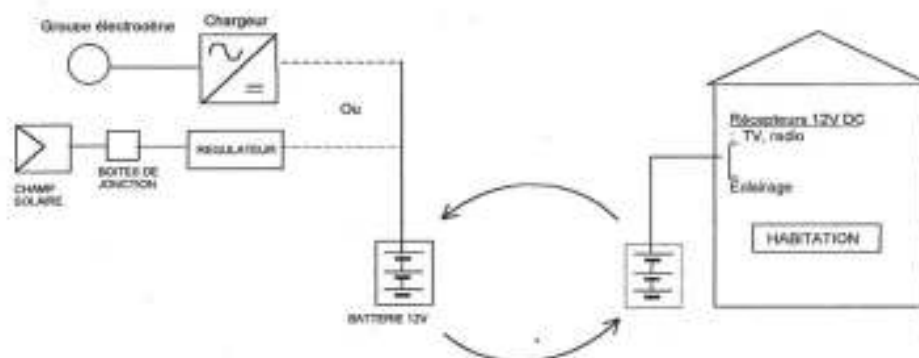 Groupe électrogène
Chargeur
Ou
REGULATEUR
BOITES DE
JONCTION
CHAMP
SOLAIRE
BATTERIE 12V
Récepteurs 12V DC
TV, radio
Eclairage
HABITATION